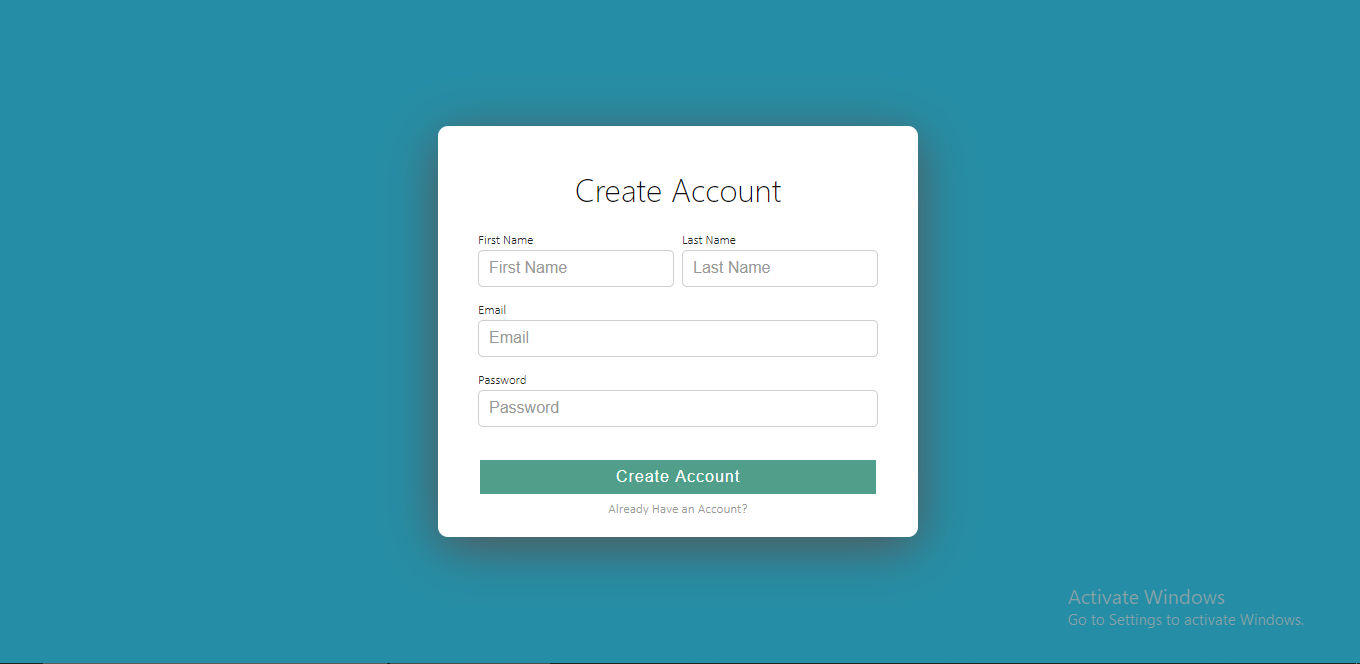 Create Account
First Name Last Name
First Name Last Name
Email
Email
Password
Password
Create Account
Already Have an Account?
Activate Windows
Go to Settings to activate Windows.